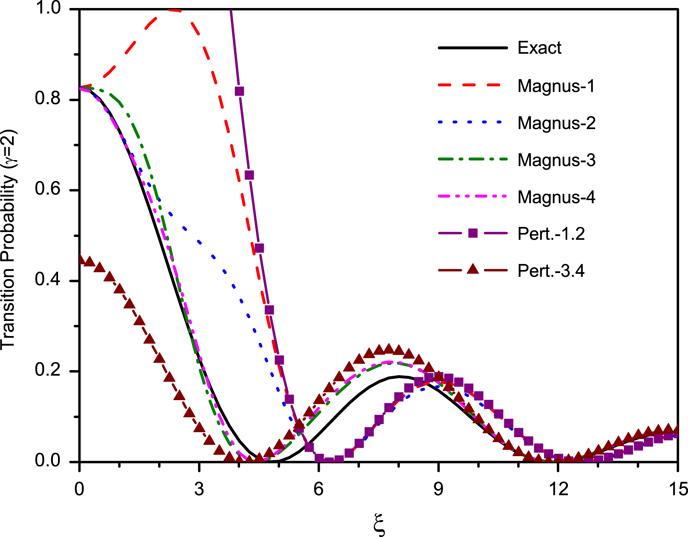 1.0
0.8
0.6
0.4
0.2
0.0
Transition Probability (γ=2)
Exact
Magnus-1
Magnus-2
Magnus-3
Magnus-4
Pert.-1.2
Pert.-3.4
0 3 6 9 12 15
ξ